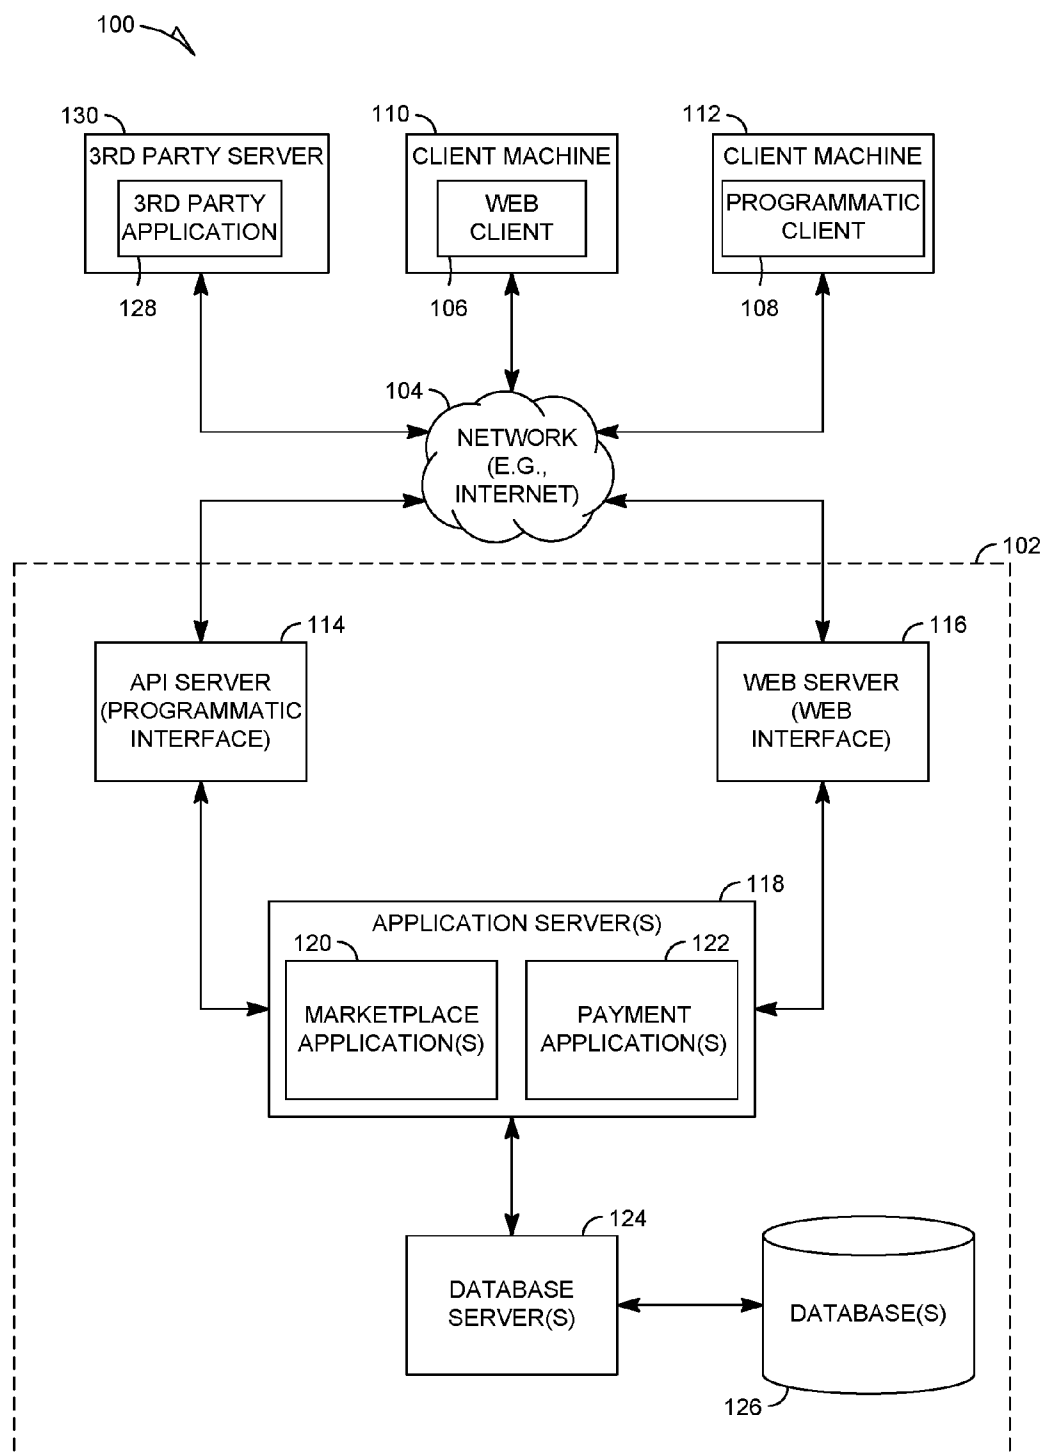 100
130
110
112
3RD PARTY SERVER
CLIENT MACHINE
CLIENT MACHINE
3RD PARTY
APPLICATION
WEB
CLIENT
PROGRAMMATIC
CLIENT
128
106
108
104
NETWORK
(E.G.,
INTERNET)
102
114
116
API SERVER
(PROGRAMMATIC
INTERFACE)
WEB SERVER
(WEB
INTERFACE)
118
APPLICATION SERVER(S)
120
122
MARKETPLACE
APPLICATION(S)
PAYMENT
APPLICATION(S)
124
DATABASE
SERVER(S)
DATABASE(S)
126